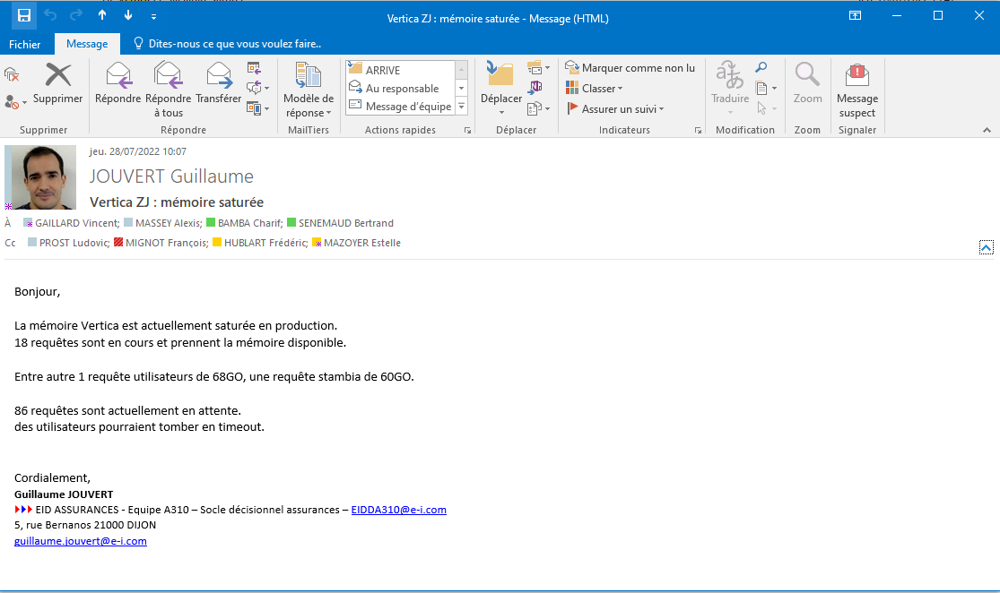 Vertica ZJ : mémoire saturée - Message (HTML)
Fichier
Message
Dites-nous ce que vous voulez faire..
Supprimer
Répondre
Répondre à tous
Transférer
Modèle de réponse
ARRIVE
Au responsable
Message d'équipe
Déplacer
Marquer comme non lu
Classer
Assurer un suivi
Traduire
Zoom
Message suspect
Supprimer
Répondre
MailTiers
Actions rapides
Déplacer
Indicateurs
Modification
Zoom
Signaler
jeu. 28/07/2022 10:07
JOUVERT Guillaume
Vertica ZJ : mémoire saturée
À GAILLARD Vincent; MASSEY Alexis; BAMBA Charif; SENEMAUD Bertrand
Cc PROST Ludovic; MIGNOT François; HUBLART Frédéric; MAZOYER Estelle
Bonjour,
La mémoire Vertica est actuellement saturée en production.
18 requêtes sont en cours et prennent la mémoire disponible.
Entre autre 1 requête utilisateurs de 68GO, une requête stambia de 60GO.
86 requêtes sont actuellement en attente.
des utilisateurs pourraient tomber en timeout.
Cordialement,
Guillaume JOUVERT
EID ASSURANCES - Equipe A310 – Socle décisionnel assurances – EIDDA310@e-i.com
5, rue Bernanos 21000 DIJON
guillaume.jouvert@e-i.com